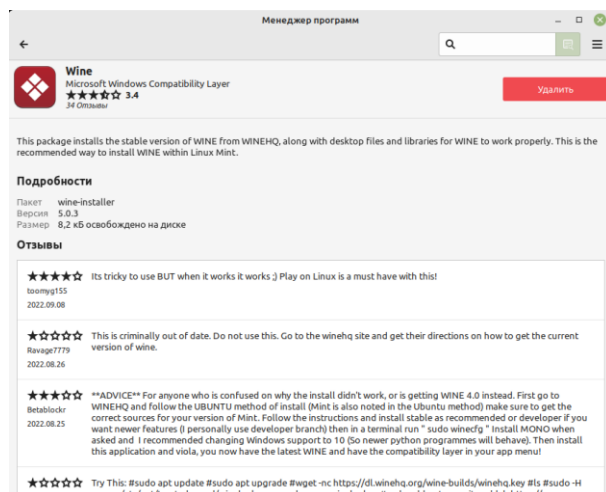 Менеджер программ
Wine
Microsoft Windows Compatibility Layer
3.4
34 Отзывы
Удалить
This package installs the stable version of WINE from WINEHQ, along with desktop files and libraries for WINE to work properly. This is the
recommended way to install WINE within Linux Mint.
Подробности
Пакет wine-installer
Версия 5.0.3
Размер 8,2 кБ освобождено на диске
Отзывы
Its tricky to use BUT when it works it works ;) Play on Linux is a must have with this!
toomyg155
2022.09.08
This is criminally out of date. Do not use this. Go to the winehq site and get their directions on how to get the current
version of wine.
Ravage7779
2022.08.26
**ADVICE** For anyone who is confused on why the install didn't work, or is getting WINE 4.0 instead. First go to
WINEHQ and follow the UBUNTU method of install (Mint is also noted in the Ubuntu method) make sure to get the
correct sources for your version of Mint. Follow the instructions and install stable as recommended or developer if you
want newer features (I personally use developer branch) then in a terminal run " sudo winecfg " Install MONO when
asked and I recommended changing Windows support to 10 (So newer python programmes will behave). Then install
this application and viola, you now have the latest WINE and have the compatibility layer in your app menu!
Betablockr
2022.08.25
Try This: #sudo apt update #sudo apt upgrade #wget -nc https://dl.winehq.org/wine-builds/winehq.key #ls #sudo -H